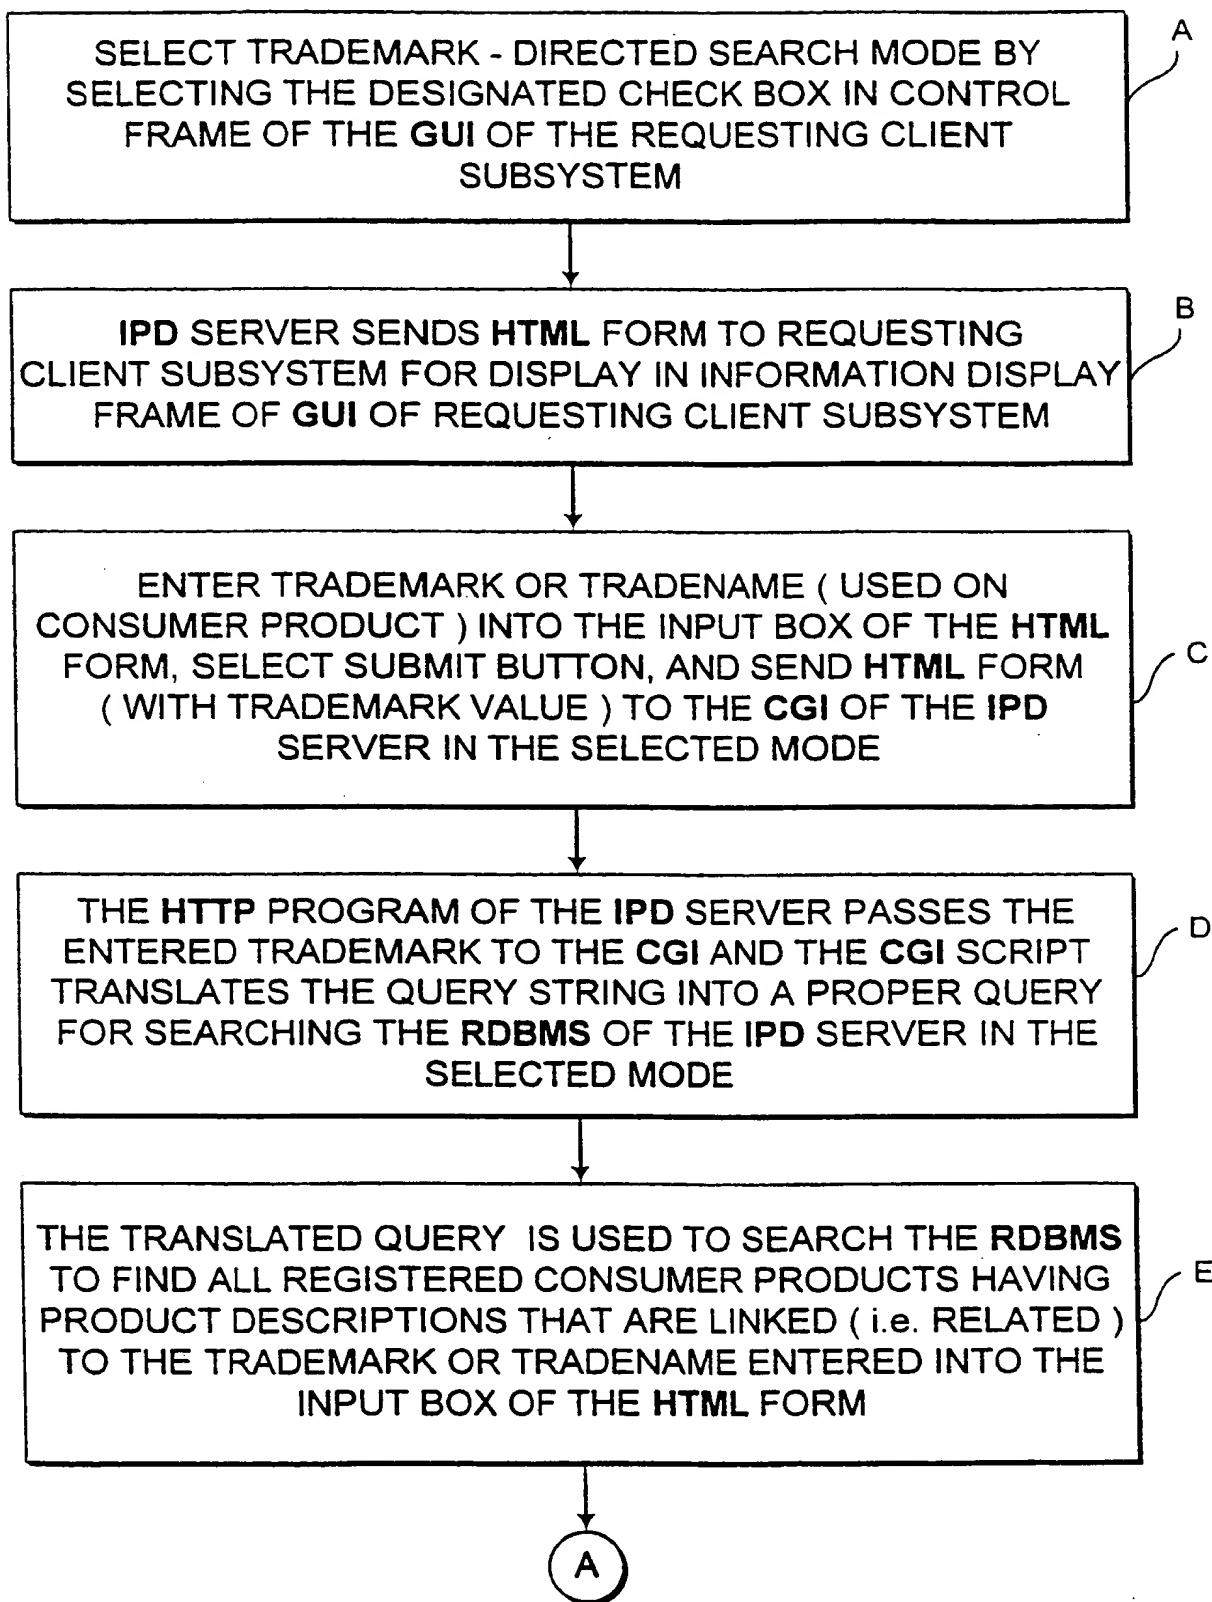 SELECT TRADEMARK - DIRECTED SEARCH MODE BY
SELECTING THE DESIGNATED CHECK BOX IN CONTROL
FRAME OF THE GUI OF THE REQUESTING CLIENT
SUBSYSTEM
A
IPD SERVER SENDS HTML FORM TO REQUESTING
CLIENT SUBSYSTEM FOR DISPLAY IN INFORMATION DISPLAY
FRAME OF GUI OF REQUESTING CLIENT SUBSYSTEM
B
ENTER TRADEMARK OR TRADENAME ( USED ON
CONSUMER PRODUCT ) INTO THE INPUT BOX OF THE HTML
FORM, SELECT SUBMIT BUTTON, AND SEND HTML FORM
( WITH TRADEMARK VALUE ) TO THE CGI OF THE IPD
SERVER IN THE SELECTED MODE
C
THE HTTP PROGRAM OF THE IPD SERVER PASSES THE
ENTERED TRADEMARK TO THE CGI AND THE CGI SCRIPT
TRANSLATES THE QUERY STRING INTO A PROPER QUERY
FOR SEARCHING THE RDBMS OF THE IPD SERVER IN THE
SELECTED MODE
D
THE TRANSLATED QUERY IS USED TO SEARCH THE RDBMS
TO FIND ALL REGISTERED CONSUMER PRODUCTS HAVING
PRODUCT DESCRIPTIONS THAT ARE LINKED ( i.e. RELATED )
TO THE TRADEMARK OR TRADENAME ENTERED INTO THE
INPUT BOX OF THE HTML FORM
E
A